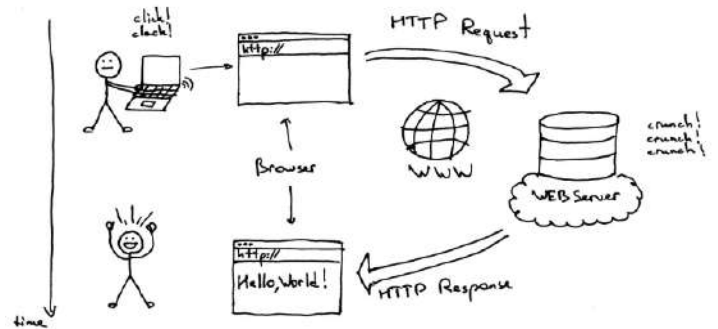 click!
clack!
http://
HTTP Request
crunch!
crunch!
crunch!
WWW
Browser
WEB Server
http://
Hello, World!
HTTP Response
time